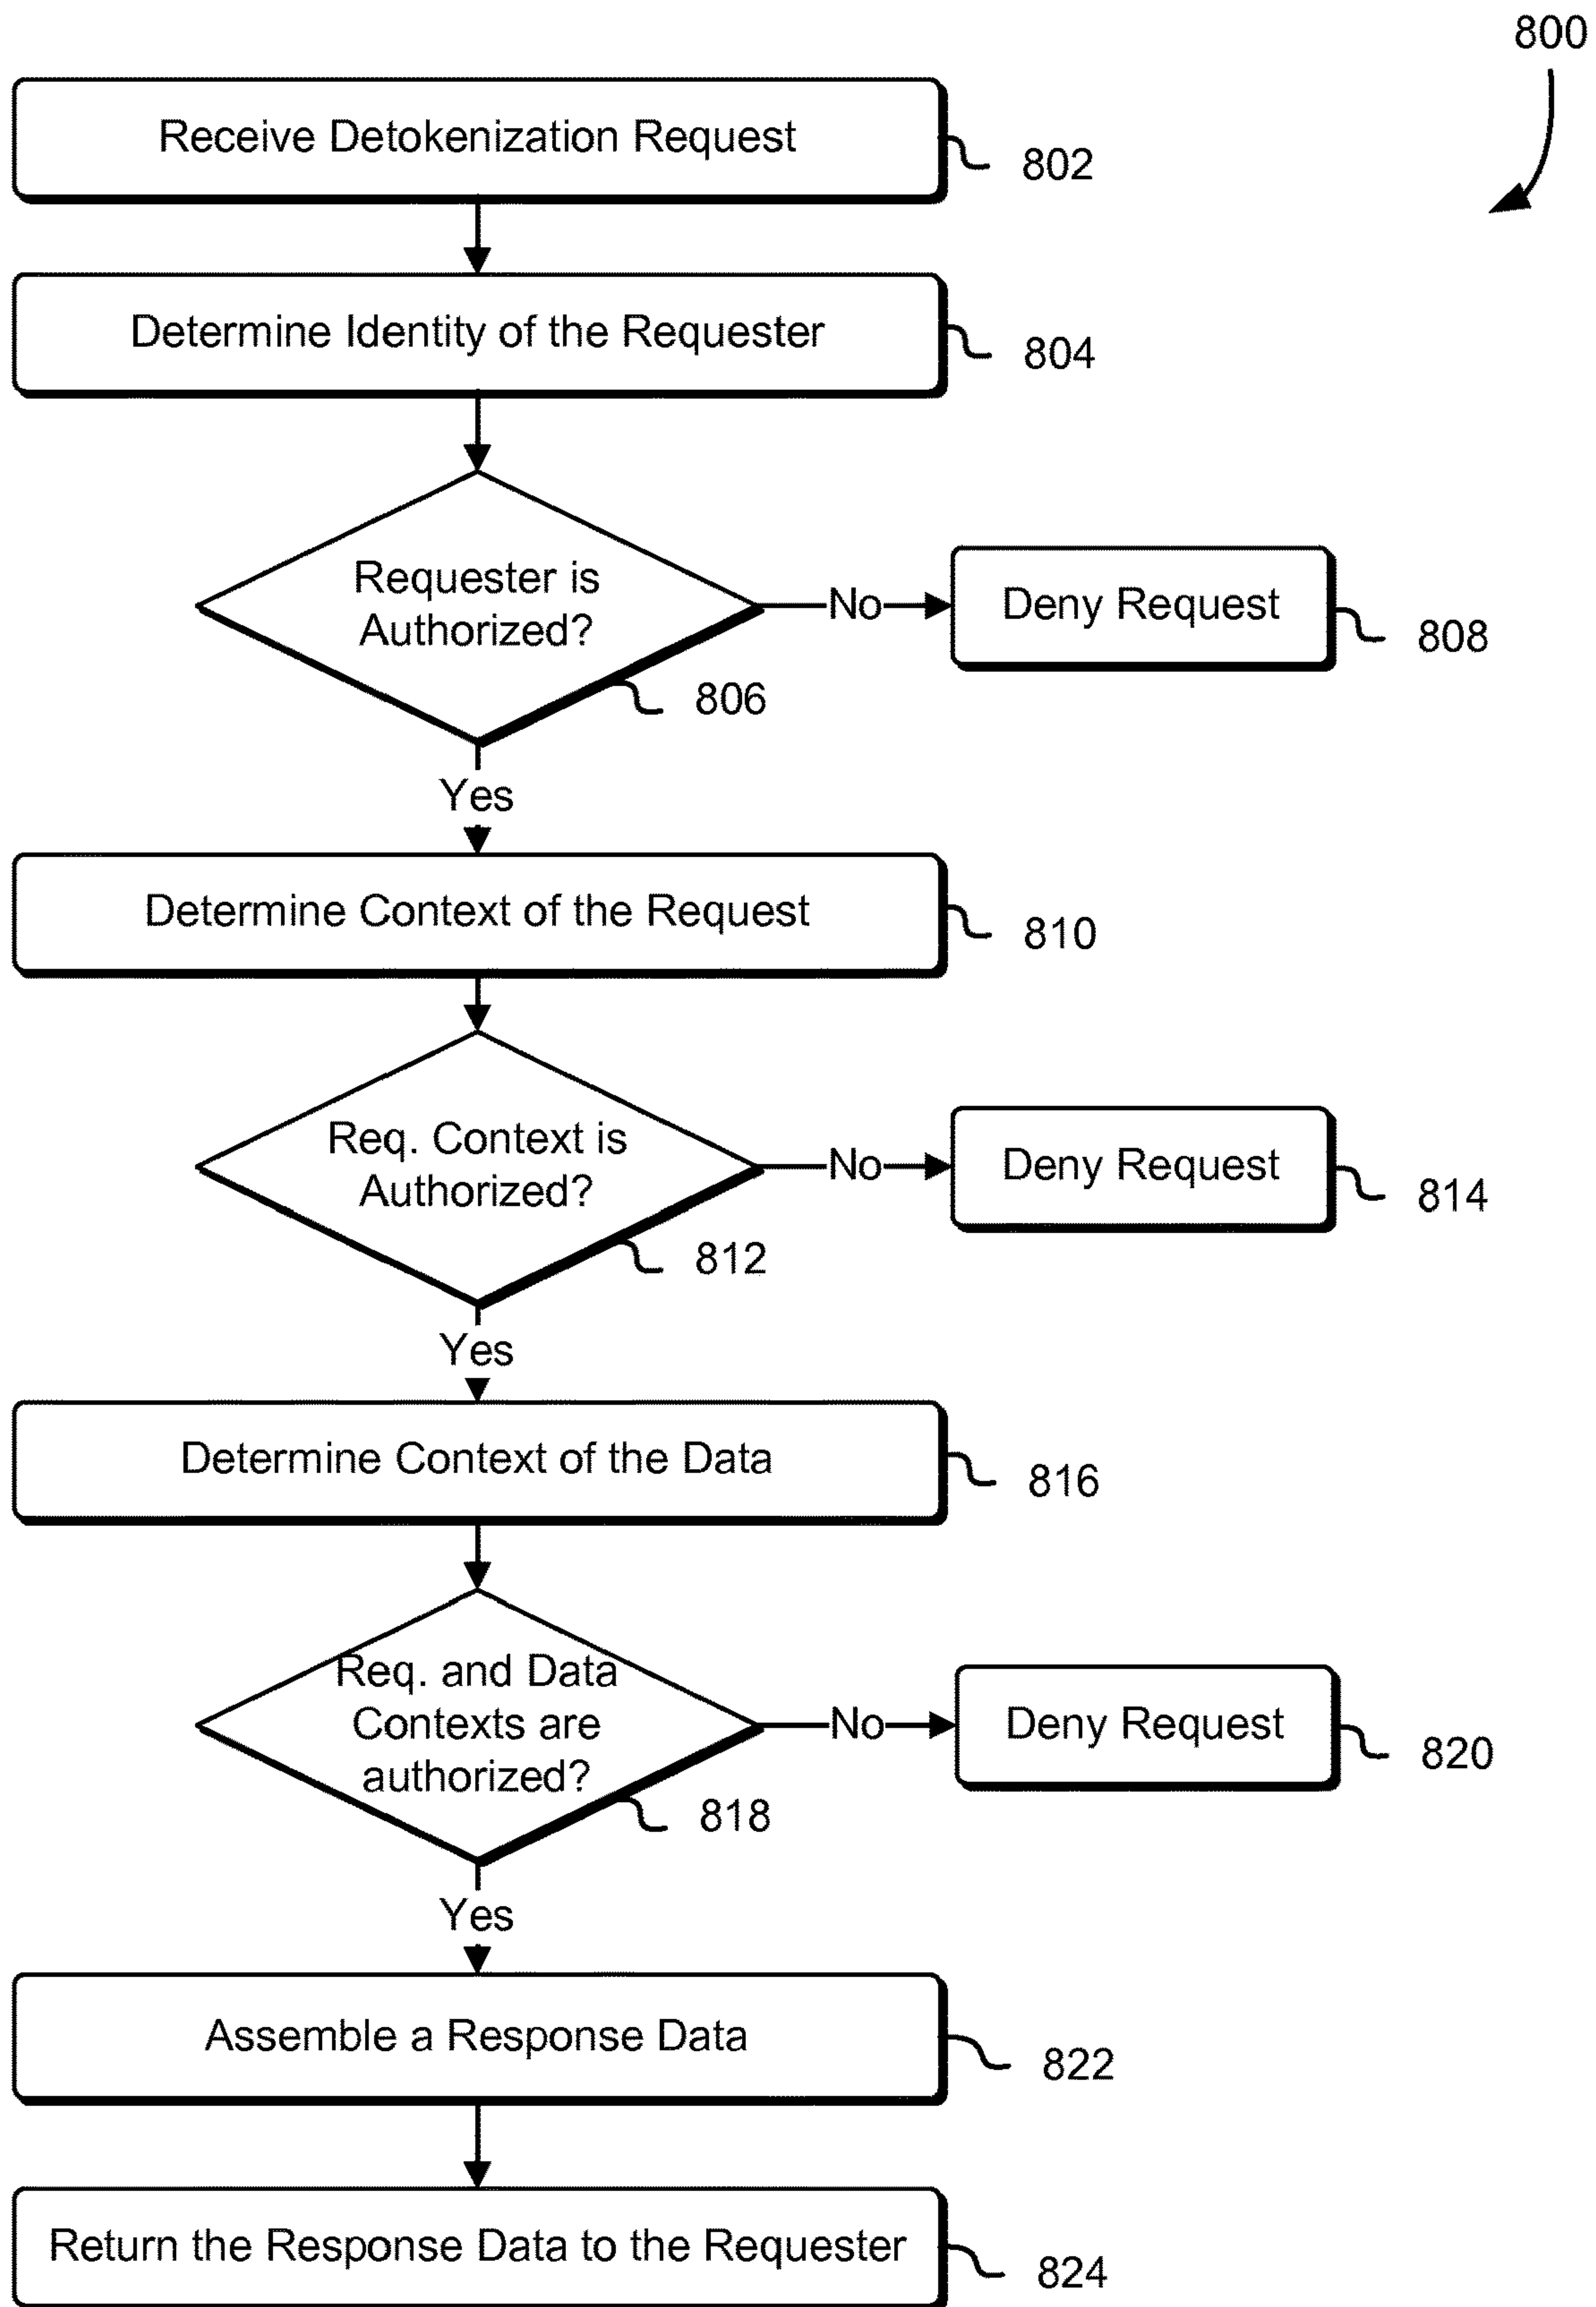 800
Receive Detokenization Request
802
Determine Identity of the Requester
804
Requester is
Authorized?
No
Deny Request
808
806
Yes
Determine Context of the Request
810
Req. Context is
Authorized?
No
Deny Request
814
812
Yes
Determine Context of the Data
816
Req. and Data
Contexts are
authorized?
No
Deny Request
820
818
Yes
Assemble a Response Data
822
Return the Response Data to the Requester
824